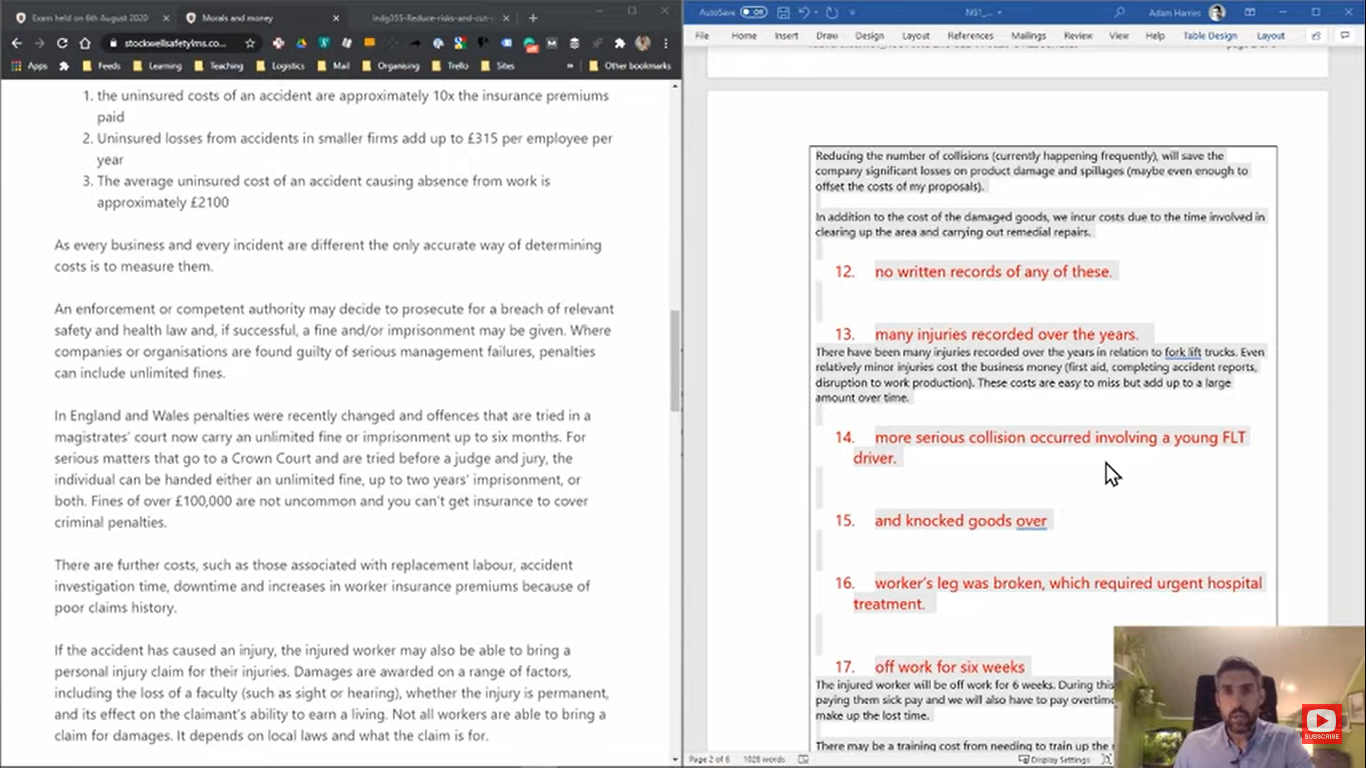 Exam held on 6th August 2020
Morals and money
indg355-Reduce-risks-and-cut-
stockwellsafetylms.co...
Apps
Feeds
Learning
Teaching
Logistics
Mail
Organising
Trello
Sites
Other bookmarks
1. the uninsured costs of an accident are approximately 10x the insurance premiums
paid
2. Uninsured losses from accidents in smaller firms add up to £315 per employee per
year
3. The average uninsured cost of an accident causing absence from work is
approximately £2100
As every business and every incident are different the only accurate way of determining
costs is to measure them.
An enforcement or competent authority may decide to prosecute for a breach of relevant
safety and health law and, if successful, a fine and/or imprisonment may be given. Where
companies or organisations are found guilty of serious management failures, penalties
can include unlimited fines.
In England and Wales penalties were recently changed and offences that are tried in a
magistrates' court now carry an unlimited fine or imprisonment up to six months. For
serious matters that go to a Crown Court and are tried before a judge and jury, the
individual can be handed either an unlimited fine, up to two years' imprisonment, or
both. Fines of over £100,000 are not uncommon and you can't get insurance to cover
criminal penalties.
There are further costs, such as those associated with replacement labour, accident
investigation time, downtime and increases in worker insurance premiums because of
poor claims history.
If the accident has caused an injury, the injured worker may also be able to bring a
personal injury claim for their injuries. Damages are awarded on a range of factors,
including the loss of a faculty (such as sight or hearing), whether the injury is permanent,
and its effect on the claimant's ability to earn a living. Not all workers are able to bring a
claim for damages. It depends on local laws and what the claim is for.
AutoSave Off
NG1_...
Adam Harries
File
Home
Insert
Draw
Design
Layout
References
Mailings
Review
View
Help
Table Design
Layout
Reducing the number of collisions (currently happening frequently), will save the
company significant losses on product damage and spillages (maybe even enough to
offset the costs of my proposals).
In addition to the cost of the damaged goods, we incur costs due to the time involved in
clearing up the area and carrying out remedial repairs.
12. no written records of any of these.
13. many injuries recorded over the years.
There have been many injuries recorded over the years in relation to fork lift trucks. Even
relatively minor injuries cost the business money (first aid, completing accident reports,
disruption to work production). These costs are easy to miss but add up to a large
amount over time.
14. more serious collision occurred involving a young FLT
driver.
15. and knocked goods over
16. worker's leg was broken, which required urgent hospital
treatment.
17. off work for six weeks
The injured worker will be off work for 6 weeks. During this
paying them sick pay and we will also have to pay overtime
make up the lost time.
There may be a training cost from needing to train up the
Page 2 of 6
1028 words
Display Settings
SUBSCRIBE